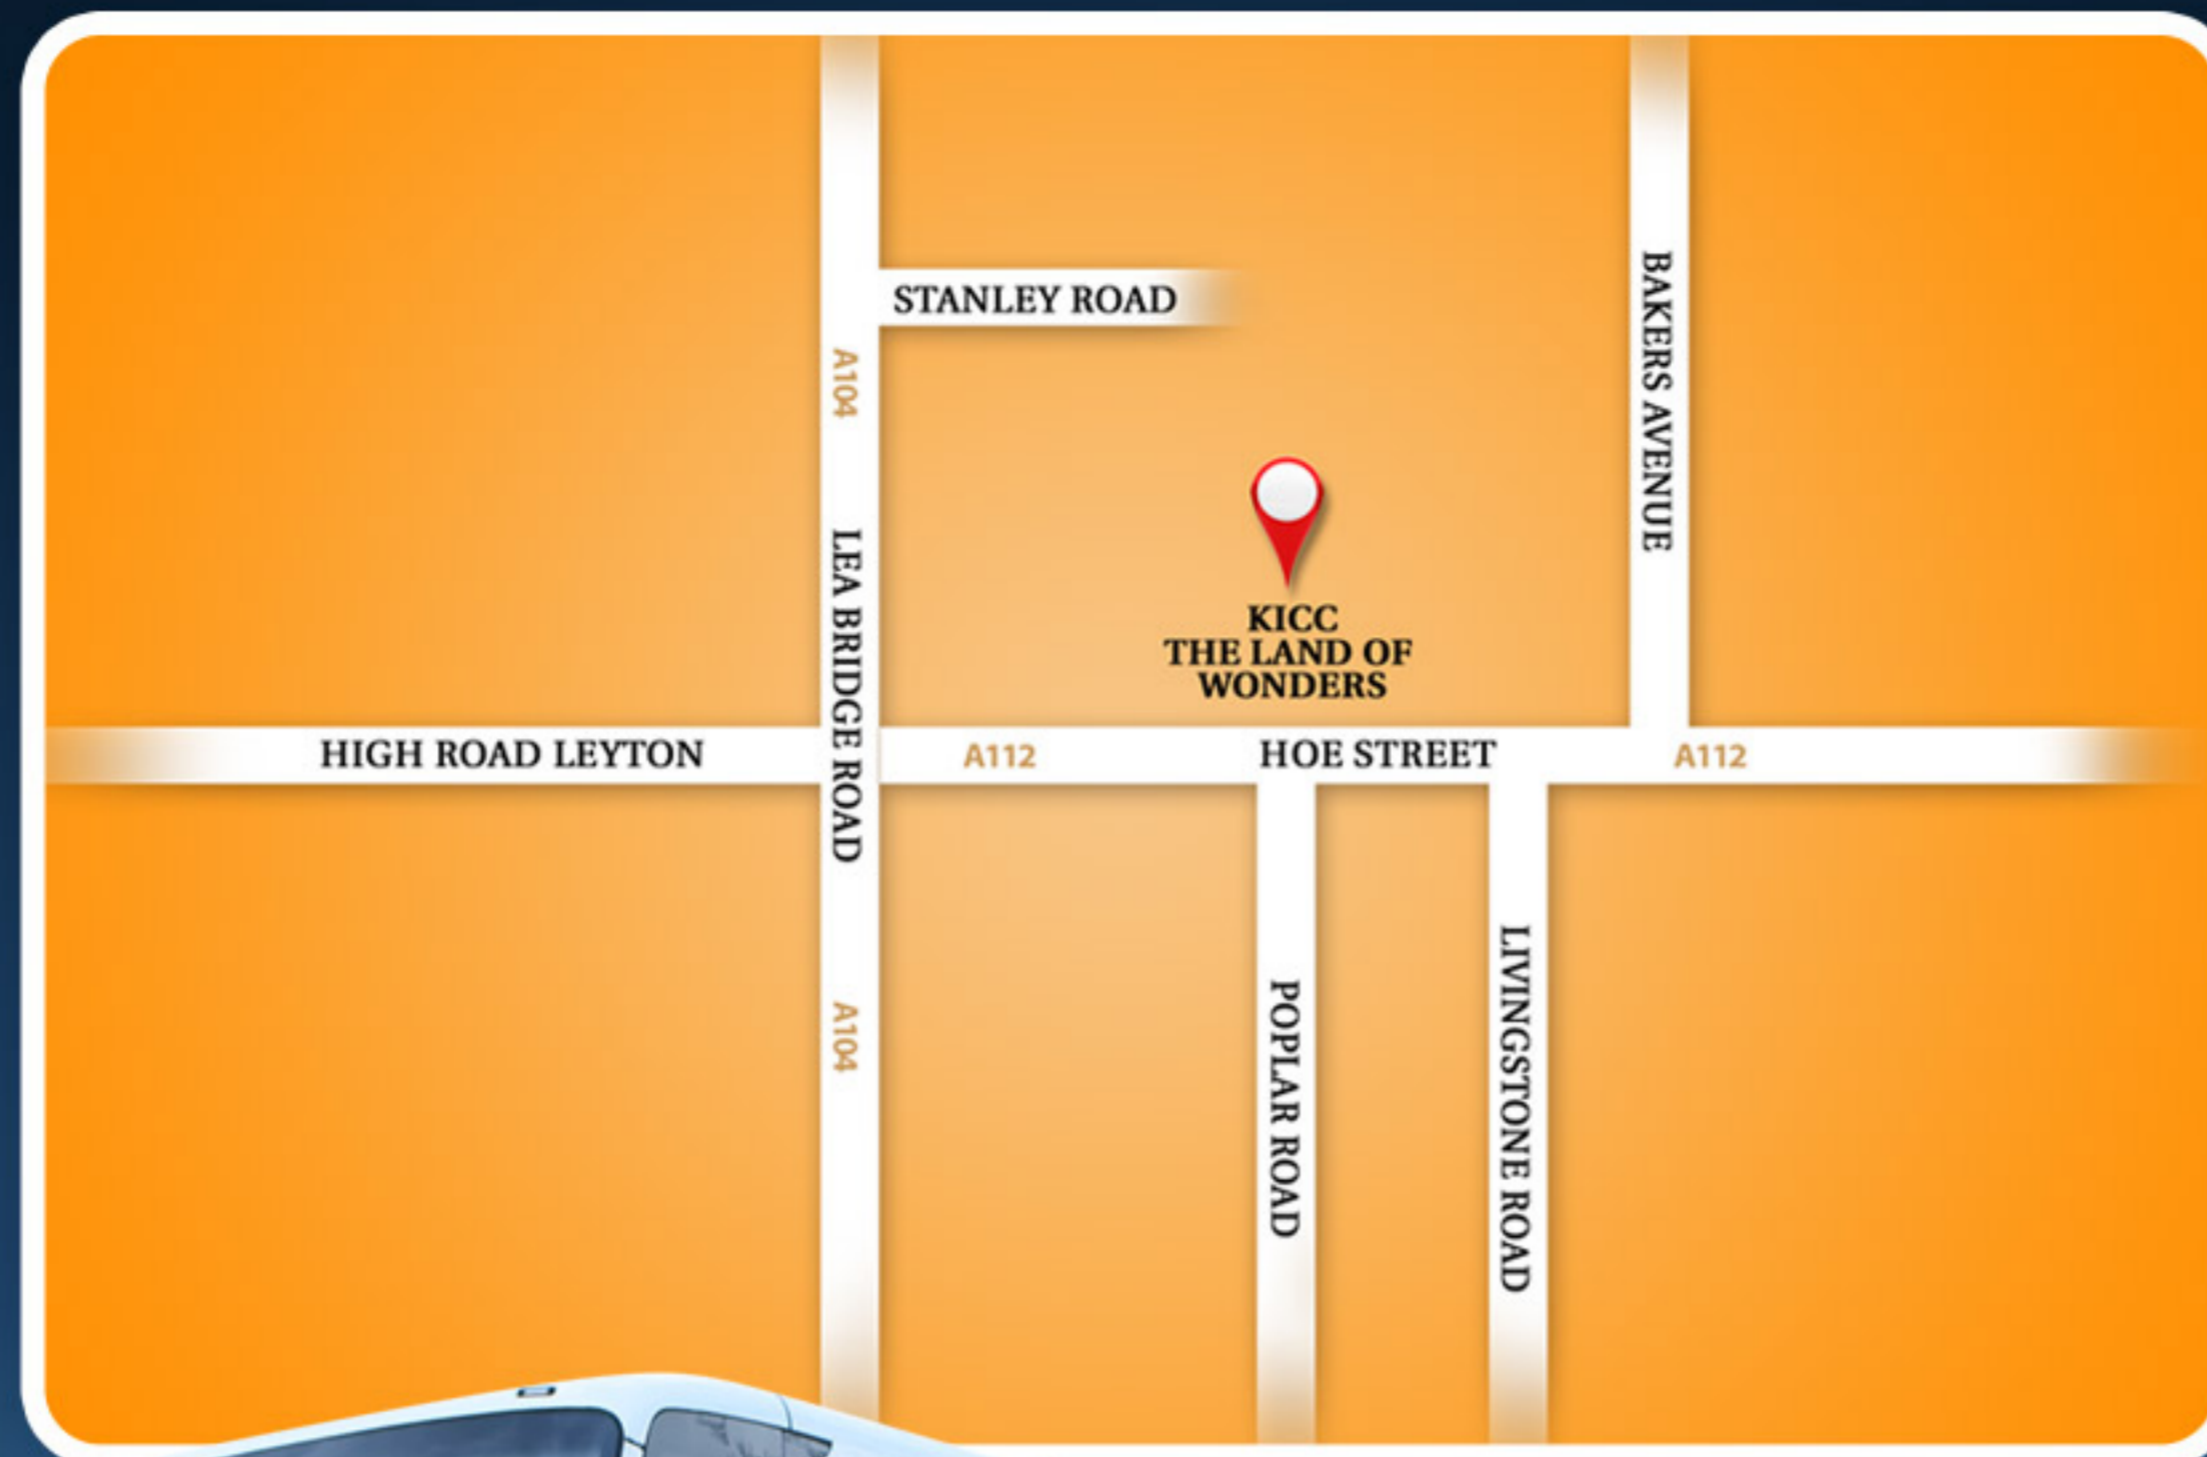 STANLEY ROAD
BAKERS AVENUE
A104
LEA BRIDGE ROAD
KICC
THE LAND OF
WONDERS
HIGH ROAD LEYTON
A112
HOE STREET
A112
A104
POPLAR ROAD
LIVINGSTONE ROAD